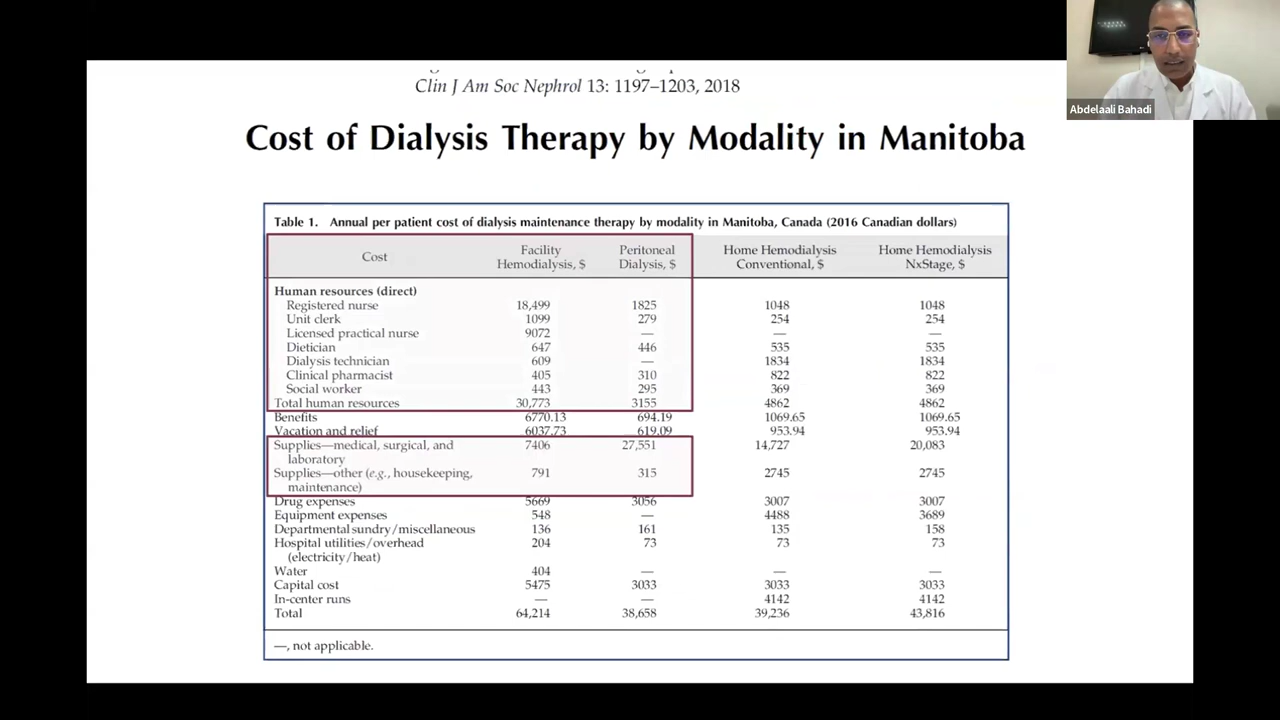 Clin J Am Soc Nephrol 13: 1197–1203, 2018
Abdelaali Bahadi
Cost of Dialysis Therapy by Modality in Manitoba
Table 1. Annual per patient cost of dialysis maintenance therapy by modality in Manitoba, Canada (2016 Canadian dollars)
Cost Facility Hemodialysis, $ Peritoneal Dialysis, $ Home Hemodialysis Conventional, $ Home Hemodialysis NxStage, $
Human resources (direct)
Registered nurse 18,499 1825 1048 1048
Unit clerk 1099 279 254 254
Licensed practical nurse 9072 — — —
Dietician 647 446 535 535
Dialysis technician 609 — 1834 1834
Clinical pharmacist 405 310 822 822
Social worker 443 295 369 369
Total human resources 30,773 3155 4862 4862
Benefits 6770.13 694.19 1069.65 1069.65
Vacation and relief 6037.73 619.09 953.94 953.94
Supplies—medical, surgical, and 7406 27,551 14,727 20,083
laboratory
Supplies—other (e.g., housekeeping, 791 315 2745 2745
maintenance)
Drug expenses 5669 3056 3007 3007
Equipment expenses 548 — 4488 3689
Departmental sundry/miscellaneous 136 161 135 158
Hospital utilities/overhead 204 73 73 73
(electricity/heat)
Water 404 — — —
Capital cost 5475 3033 3033 3033
In-center runs — — 4142 4142
Total 64,214 38,658 39,236 43,816
—, not applicable.